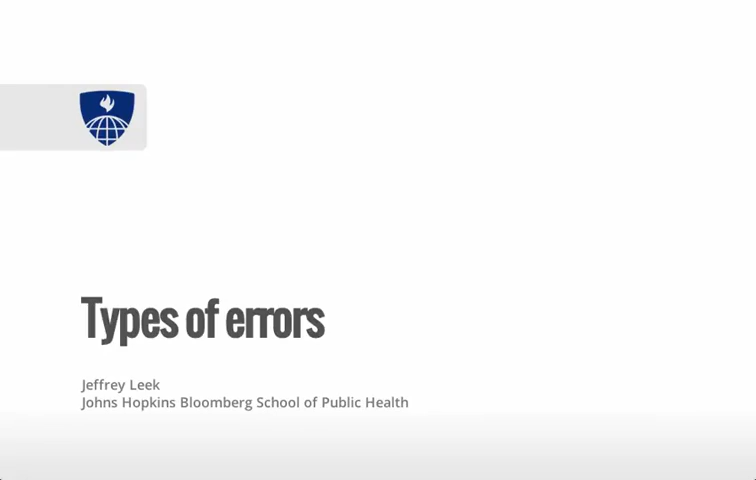 Types of errors
Jeffrey Leek
Johns Hopkins Bloomberg School of Public Health